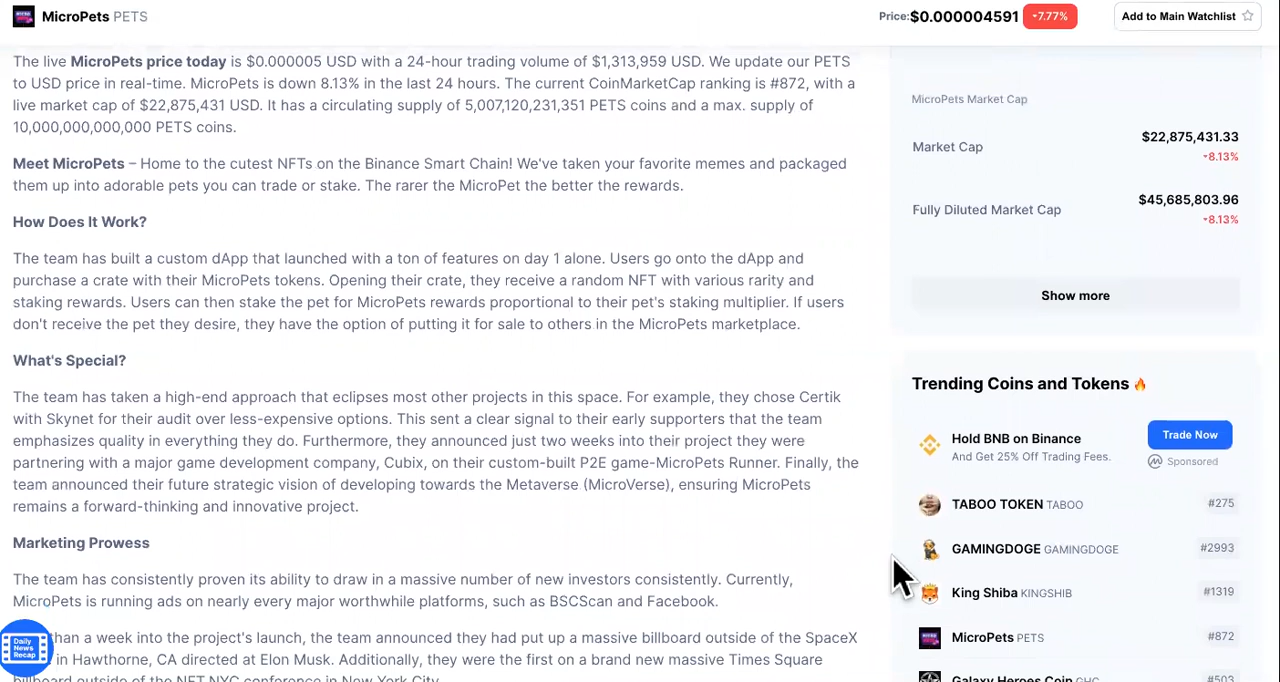 MicroPets PETS
Price:$0.000004591 7.77%
Add to Main Watchlist
The live MicroPets price today is $0.000005 USD with a 24-hour trading volume of $1,313,959 USD. We update our PETS
to USD price in real-time. MicroPets is down 8.13% in the last 24 hours. The current CoinMarketCap ranking is #872, with a
live market cap of $22,875,431 USD. It has a circulating supply of 5,007,120,231,351 PETS coins and a max. supply of
10,000,000,000,000 PETS coins.
Meet MicroPets – Home to the cutest NFTs on the Binance Smart Chain! We've taken your favorite memes and packaged
them up into adorable pets you can trade or stake. The rarer the MicroPet the better the rewards.
How Does It Work?
The team has built a custom dApp that launched with a ton of features on day 1 alone. Users go onto the dApp and
purchase a crate with their MicroPets tokens. Opening their crate, they receive a random NFT with various rarity and
staking rewards. Users can then stake the pet for MicroPets rewards proportional to their pet's staking multiplier. If users
don't receive the pet they desire, they have the option of putting it for sale to others in the MicroPets marketplace.
What's Special?
The team has taken a high-end approach that eclipses most other projects in this space. For example, they chose Certik
with Skynet for their audit over less-expensive options. This sent a clear signal to their early supporters that the team
emphasizes quality in everything they do. Furthermore, they announced just two weeks into their project they were
partnering with a major game development company, Cubix, on their custom-built P2E game-MicroPets Runner. Finally, the
team announced their future strategic vision of developing towards the Metaverse (MicroVerse), ensuring MicroPets
remains a forward-thinking and innovative project.
Marketing Prowess
The team has consistently proven its ability to draw in a massive number of new investors consistently. Currently,
MicroPets is running ads on nearly every major worthwhile platforms, such as BSCScan and Facebook.
than a week into the project's launch, the team announced they had put up a massive billboard outside of the SpaceX
in Hawthorne, CA directed at Elon Musk. Additionally, they were the first on a brand new massive Times Square
billboard outside of the NFT NYC conference in New York City.
Daily
News
Recap
MicroPets Market Cap
Market Cap
$22,875,431.33
8.13%
Fully Diluted Market Cap
$45,685,803.96
8.13%
Show more
Trending Coins and Tokens
Hold BNB on Binance
And Get 25% Off Trading Fees.
Trade Now
Sponsored
TABOO TOKEN TABOO #275
GAMINGDOGE GAMINGDOGE #2993
King Shiba KINGSHIB #1319
MicroPets PETS #872
Galaxy Heroes Coin GHC #503